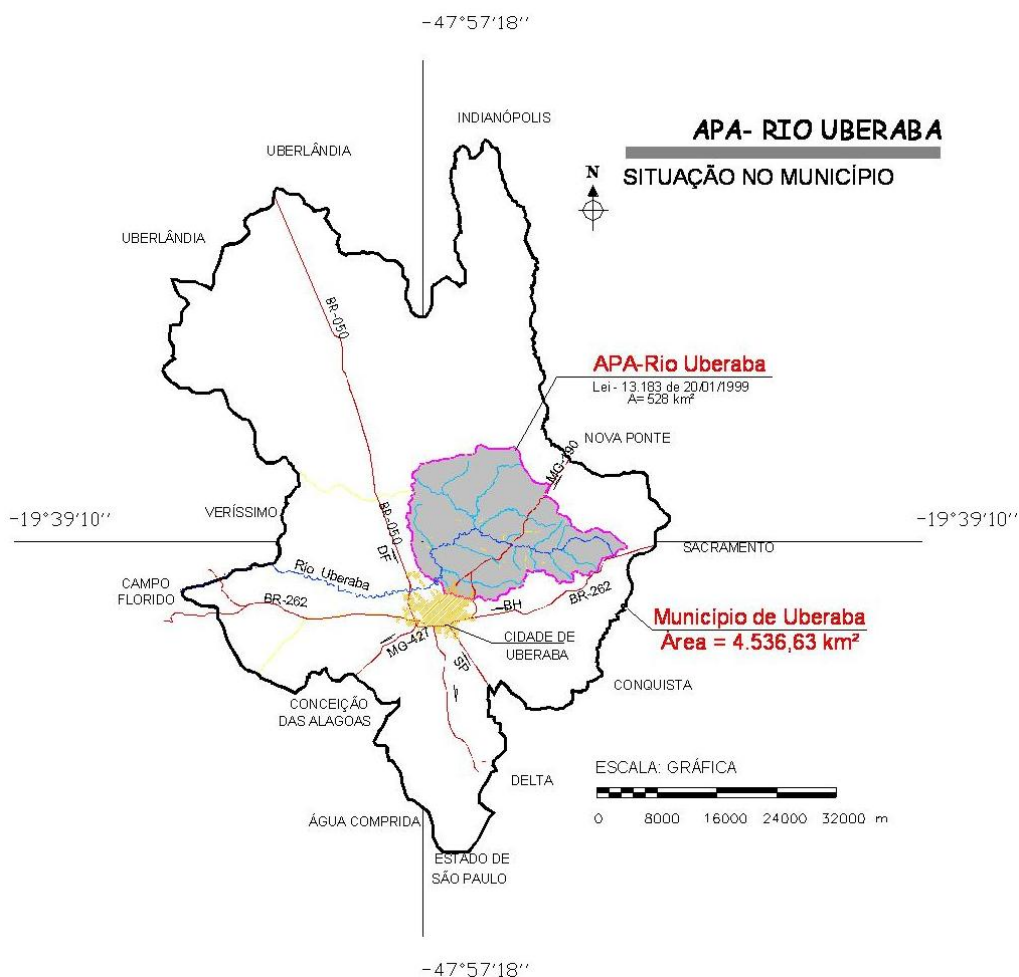 -47°57'18''
INDIANÓPOLIS
APA- RIO UBERABA
UBERLÂNDIA
N
SITUAÇÃO NO MUNICÍPIO
UBERLÂNDIA
BR-050
APA-Rio Uberaba
Lei - 13.183 de 20/01/1999
A= 528 km²
NOVA PONTE
MG-190
-19°39'10''
VERÍSSIMO
BR-050
-19°39'10''
DF
SACRAMENTO
Rio Uberaba
CAMPO
FLORIDO
BR-262
BR-262
BH
Município de Uberaba
Área = 4.536,63 km²
MG-427
CIDADE DE
UBERABA
SP
CONQUISTA
CONCEIÇÃO
DAS ALAGOAS
ESCALA: GRÁFICA
DELTA
0 8000 16000 24000 32000 m
ÁGUA COMPRIDA
ESTADO DE
SÃO PAULO
-47°57'18''